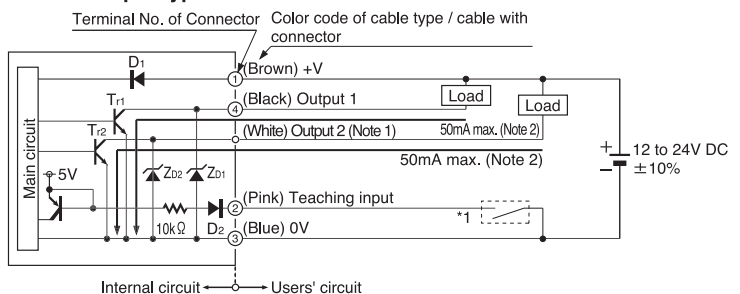 Terminal No. of Connector
Color code of cable type / cable with
connector
D1
1
(Brown) +V
Tr1
4
(Black) Output 1
Load
Load
Tr2
(White) Output 2 (Note 1)
50mA max. (Note 2)
Main circuit
50mA max. (Note 2)
+
12 to 24V DC
−
±10%
5V
ZD2
ZD1
(Pink) Teaching input
2
*1
10kΩ
D2
3
(Blue) 0V
Internal circuit
Users' circuit